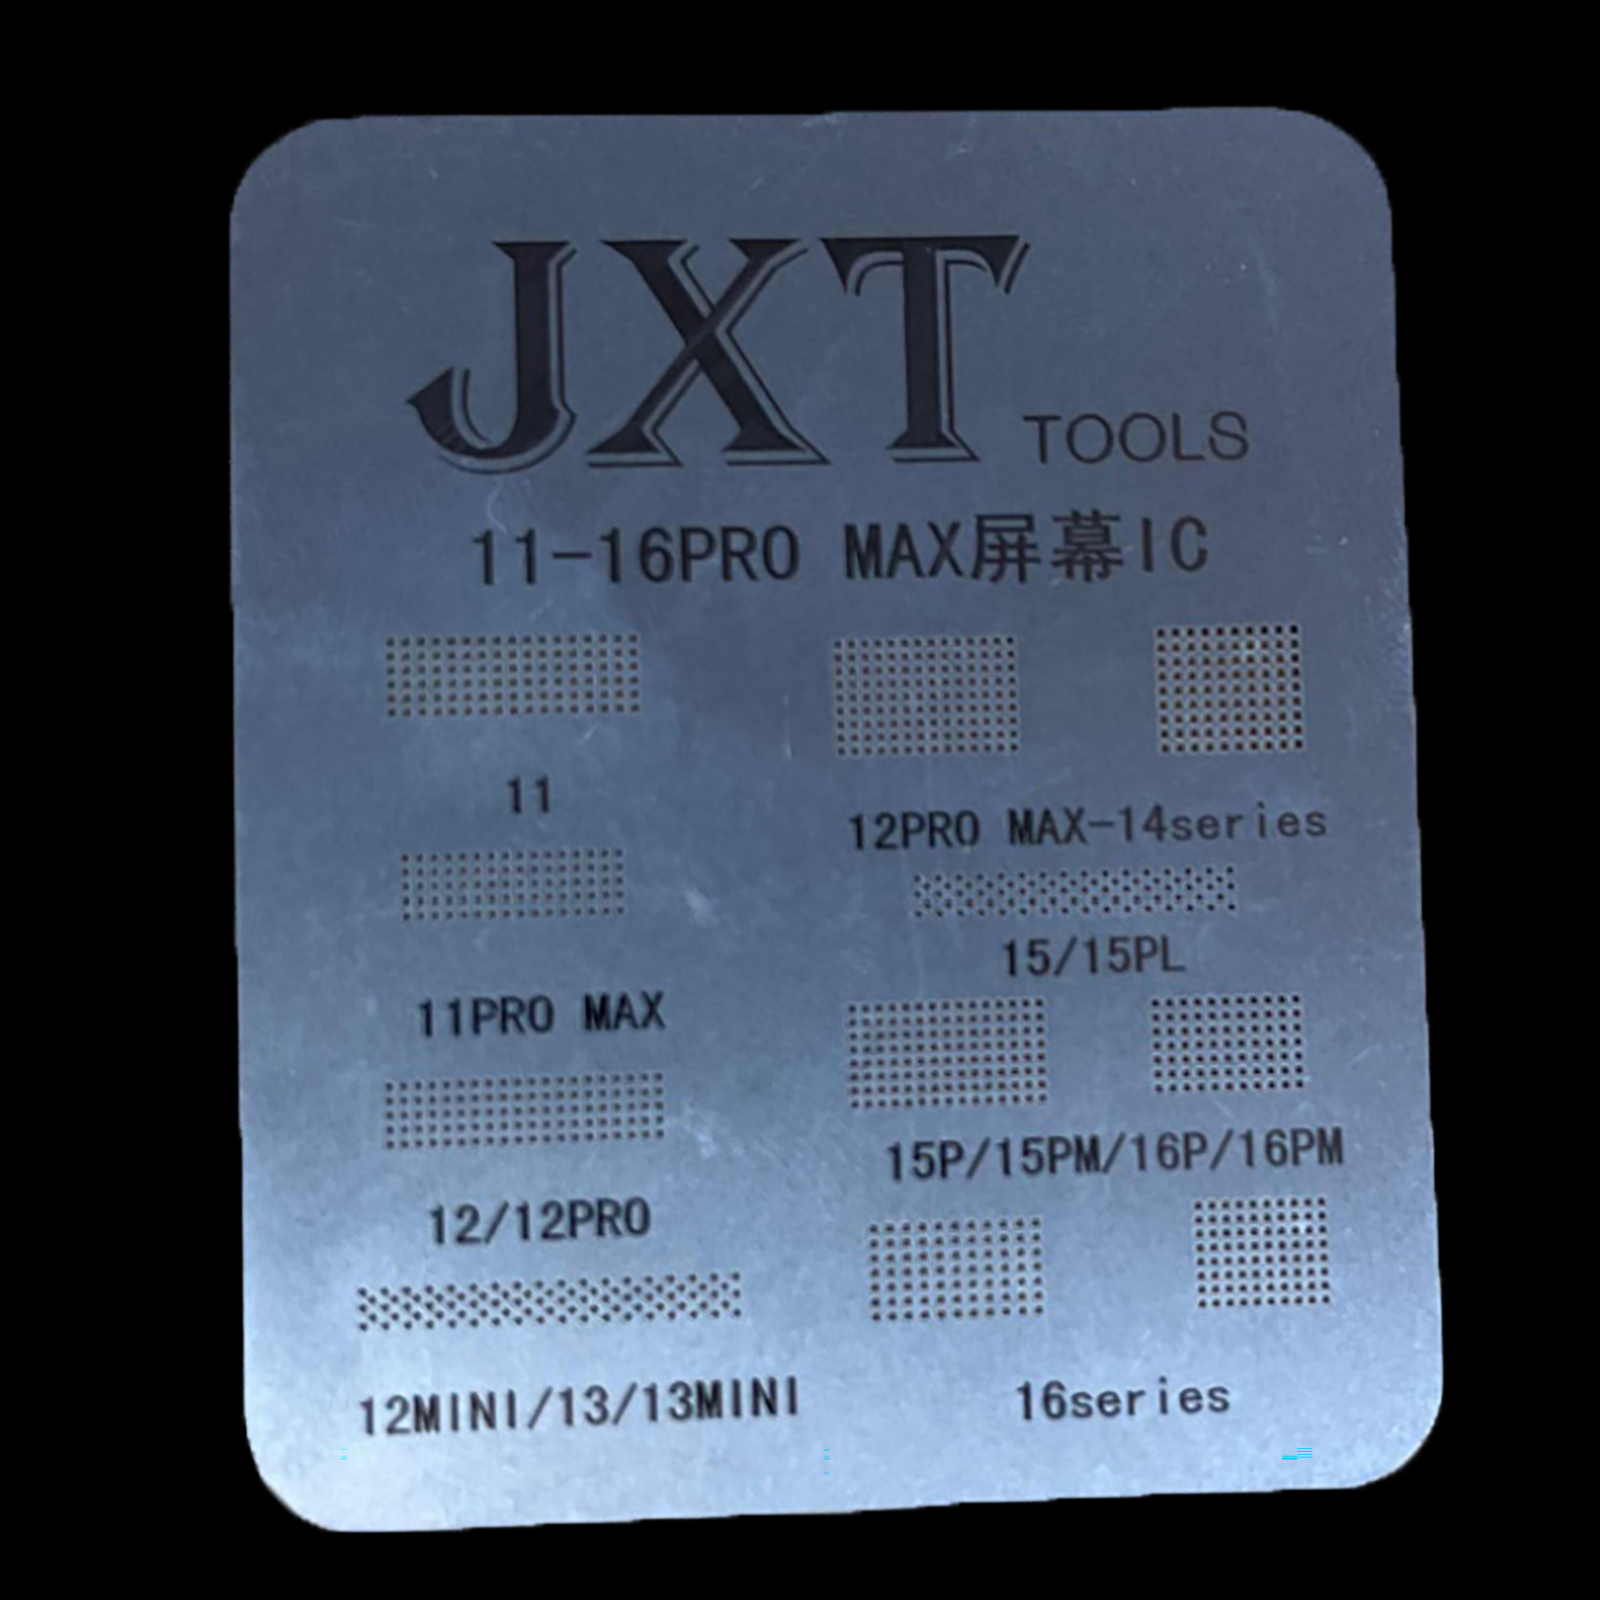 JXT TOOLS
11-16PRO MAX屏幕IC
11
12PRO MAX-14series
15/15PL
11PRO MAX
15P/15PM/16P/16PM
12/12PRO
12MINI/13/13MINI
16series